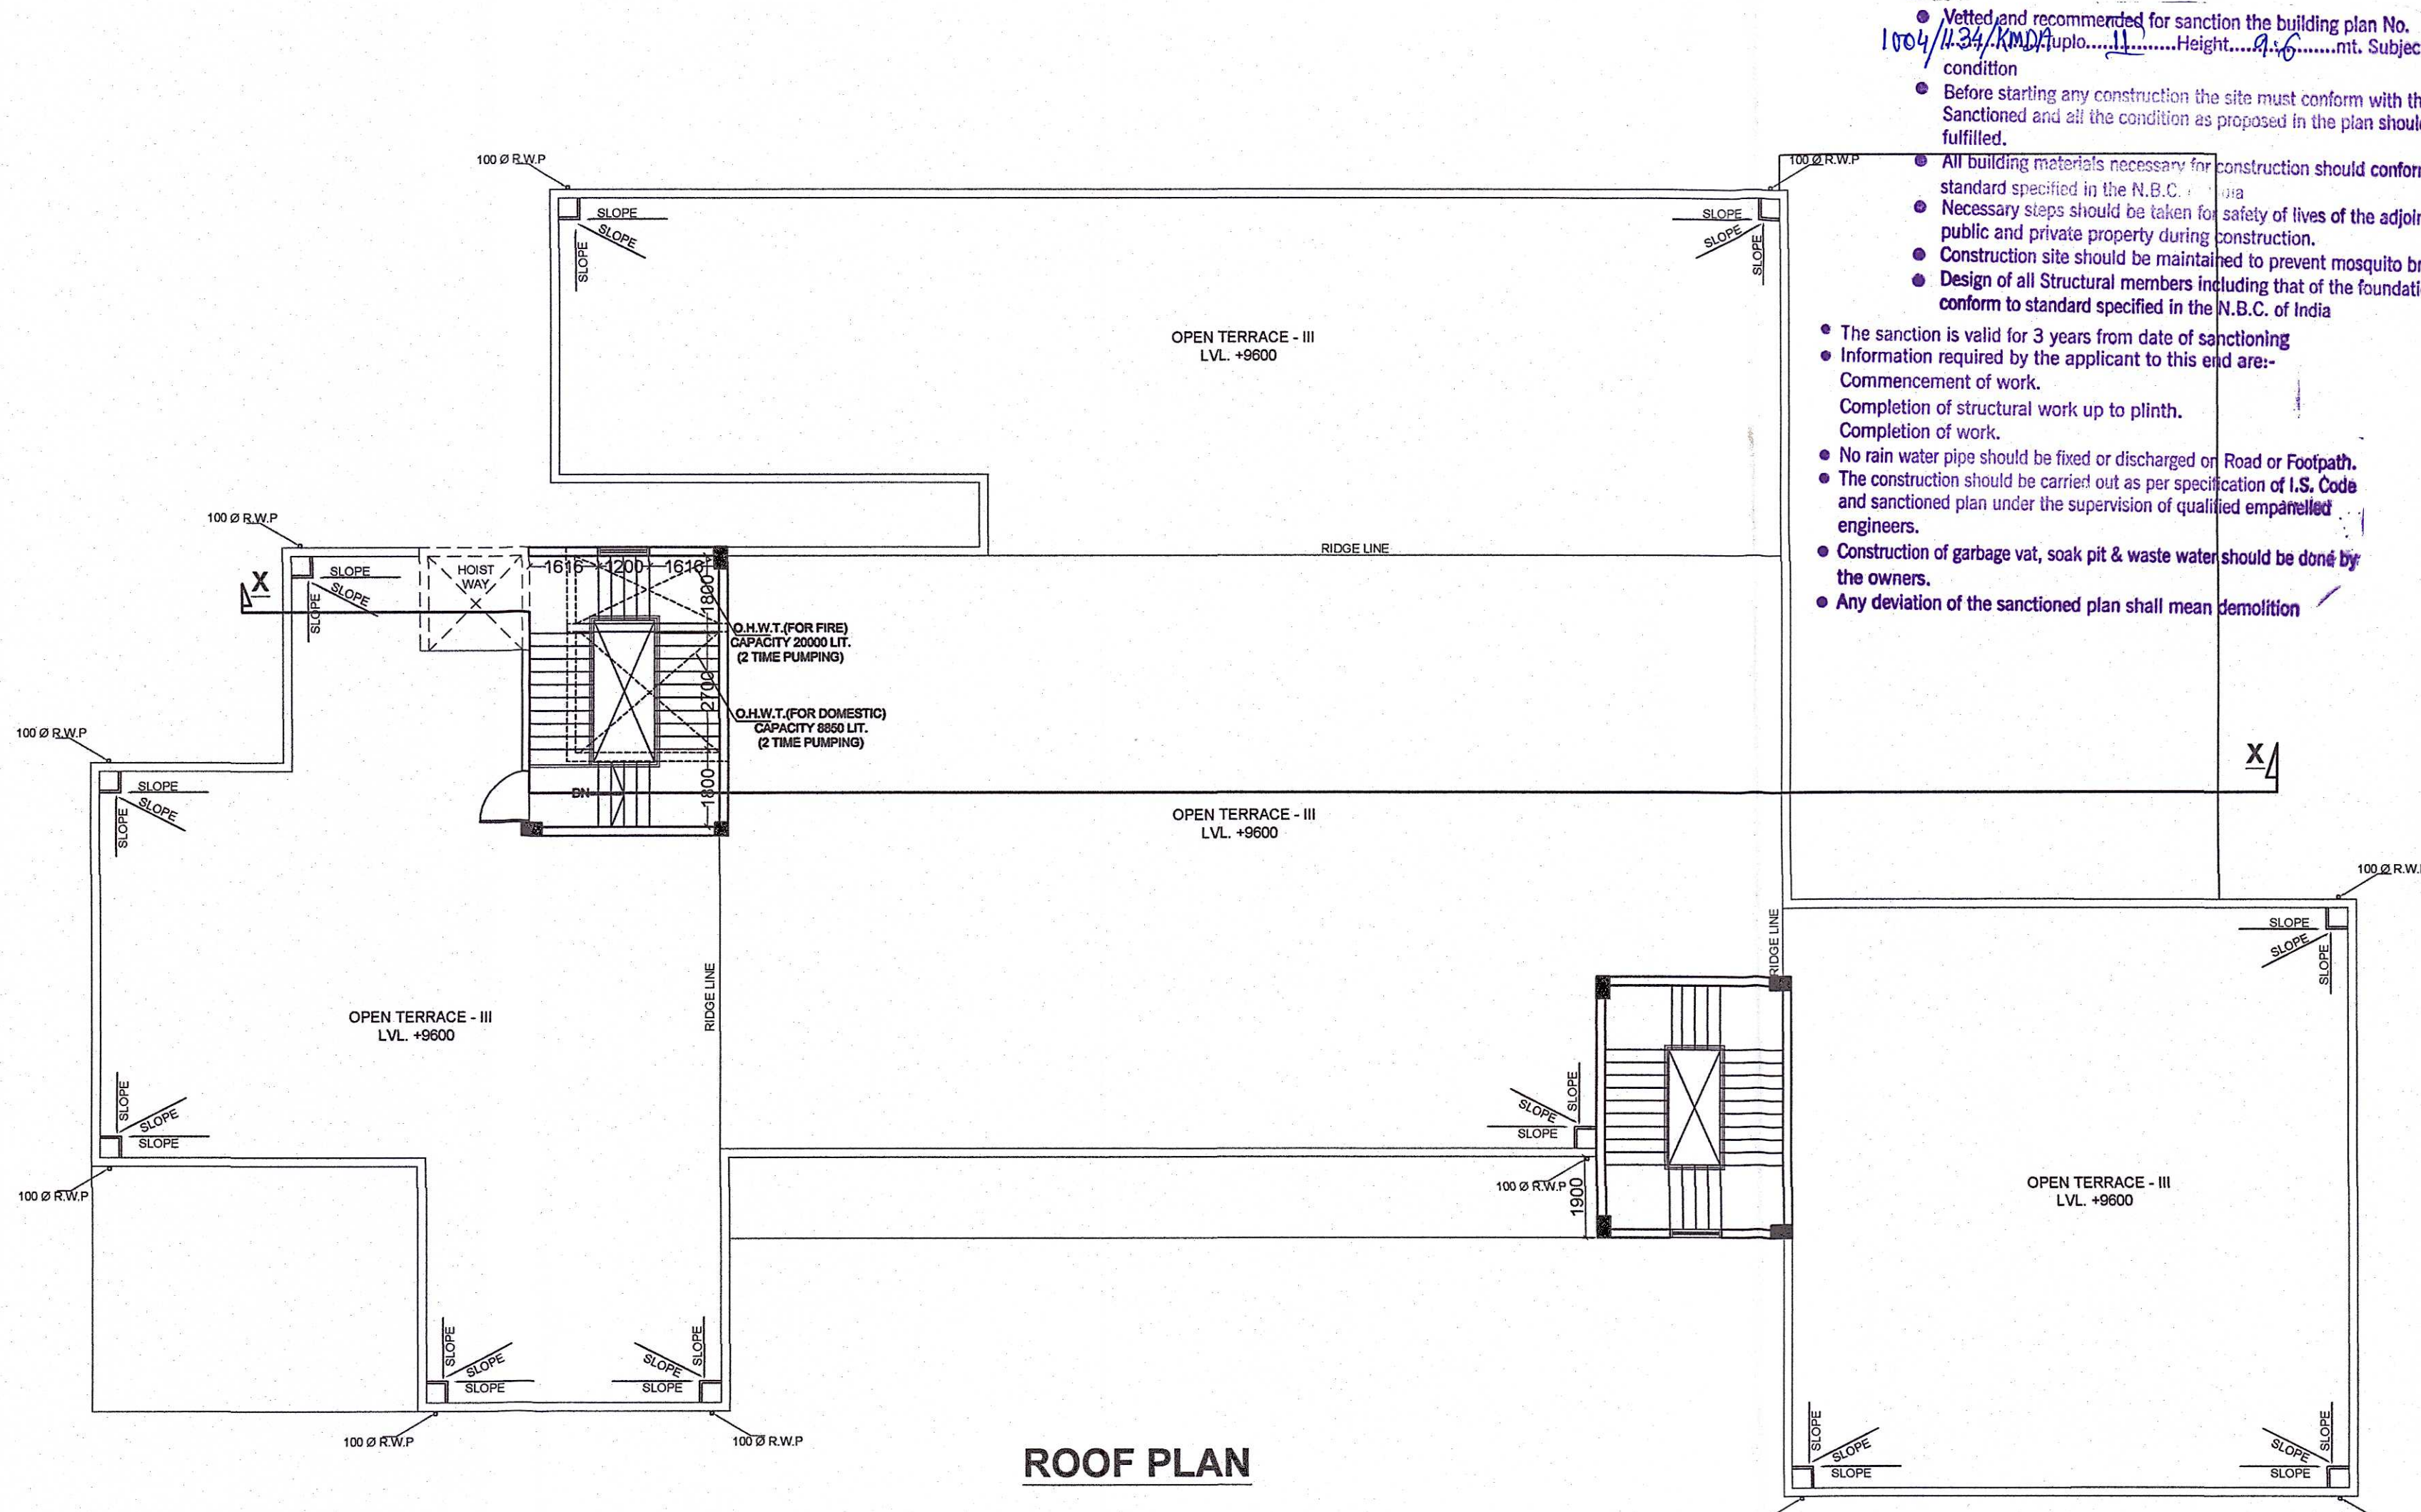 Vetted and recommended for sanction the building plan No.
1004/1134/KMDA uplo.....11.........Height.....9.6.......mt. Subjec
condition
Before starting any construction the site must conform with th
Sanctioned and all the condition as proposed in the plan shoul
fulfilled.
All building materials necessary for construction should confor
standard specified in the N.B.C.
Necessary steps should be taken for safety of lives of the adjoi
public and private property during construction.
Construction site should be maintained to prevent mosquito br
Design of all Structural members including that of the foundati
conform to standard specified in the N.B.C. of India
The sanction is valid for 3 years from date of sanctioning
Information required by the applicant to this end are:-
Commencement of work.
Completion of structural work up to plinth.
Completion of work.
No rain water pipe should be fixed or discharged on Road or Footpath.
The construction should be carried out as per specification of I.S. Code
and sanctioned plan under the supervision of qualified empanelled
engineers.
Construction of garbage vat, soak pit & waste water should be done by
the owners.
Any deviation of the sanctioned plan shall mean demolition
100 Ø R.W.P
100 Ø R.W.P
SLOPE
SLOPE
SLOPE
SLOPE
SLOPE
SLOPE
OPEN TERRACE - III
LVL. +9600
100 Ø R.W.P
RIDGE LINE
X
SLOPE
SLOPE
SLOPE
HOIST
WAY
1616
1200
1616
1800
O.H.W.T.(FOR FIRE)
CAPACITY 20000 LIT.
(2 TIME PUMPING)
2700
O.H.W.T.(FOR DOMESTIC)
CAPACITY 8850 LIT.
(2 TIME PUMPING)
1800
DN
100 Ø R.W.P
SLOPE
SLOPE
SLOPE
X
OPEN TERRACE - III
LVL. +9600
100 Ø R.W.
SLOPE
SLOPE
SLOPE
RIDGE LINE
RIDGE LINE
OPEN TERRACE - III
LVL. +9600
SLOPE
SLOPE
SLOPE
100 Ø R.W.P
SLOPE
SLOPE
SLOPE
100 Ø R.W.P
1900
OPEN TERRACE - III
LVL. +9600
SLOPE
SLOPE
SLOPE
SLOPE
SLOPE
SLOPE
100 Ø R.W.P
100 Ø R.W.P
SLOPE
SLOPE
SLOPE
SLOPE
SLOPE
SLOPE
ROOF PLAN